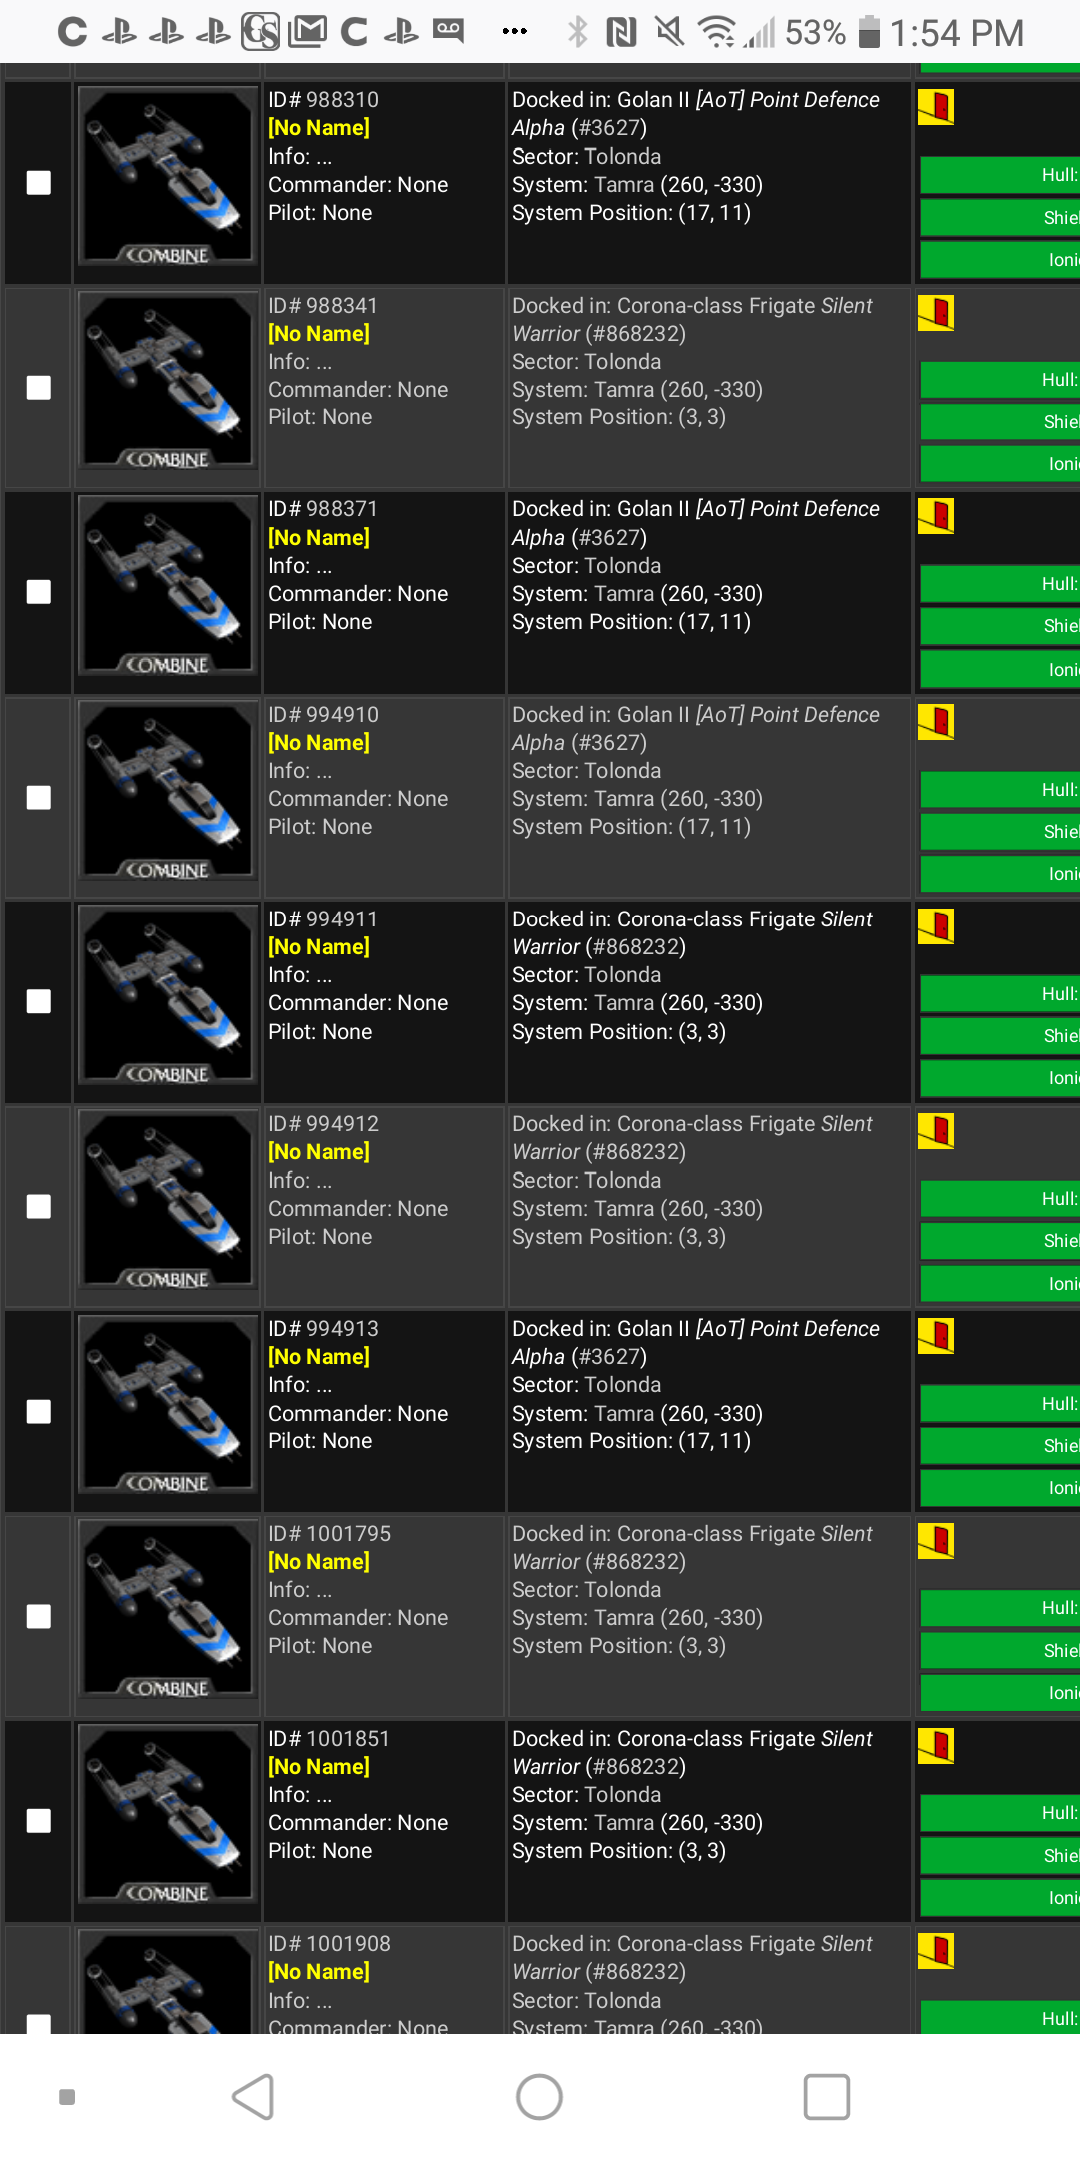 53% 1:54 PM
ID# 988310
[No Name]
Info: ...
Commander: None
Pilot: None
Docked in: Golan II [AoT] Point Defence
Alpha (#3627)
Sector: Tolonda
System: Tamra (260, -330)
System Position: (17, 11)
Hull:
Shiel
Ioni
COMBINE
ID# 988341
[No Name]
Info: ...
Commander: None
Pilot: None
Docked in: Corona-class Frigate Silent
Warrior (#868232)
Sector: Tolonda
System: Tamra (260, -330)
System Position: (3, 3)
Hull:
Shiel
Ioni
COMBINE
ID# 988371
[No Name]
Info: ...
Commander: None
Pilot: None
Docked in: Golan II [AoT] Point Defence
Alpha (#3627)
Sector: Tolonda
System: Tamra (260, -330)
System Position: (17, 11)
Hull:
Shiel
Ioni
COMBINE
ID# 994910
[No Name]
Info: ...
Commander: None
Pilot: None
Docked in: Golan II [AoT] Point Defence
Alpha (#3627)
Sector: Tolonda
System: Tamra (260, -330)
System Position: (17, 11)
Hull:
Shiel
Ioni
COMBINE
ID# 994911
[No Name]
Info: ...
Commander: None
Pilot: None
Docked in: Corona-class Frigate Silent
Warrior (#868232)
Sector: Tolonda
System: Tamra (260, -330)
System Position: (3, 3)
Hull:
Shiel
Ioni
COMBINE
ID# 994912
[No Name]
Info: ...
Commander: None
Pilot: None
Docked in: Corona-class Frigate Silent
Warrior (#868232)
Sector: Tolonda
System: Tamra (260, -330)
System Position: (3, 3)
Hull:
Shiel
Ioni
COMBINE
ID# 994913
[No Name]
Info: ...
Commander: None
Pilot: None
Docked in: Golan II [AoT] Point Defence
Alpha (#3627)
Sector: Tolonda
System: Tamra (260, -330)
System Position: (17, 11)
Hull:
Shiel
Ioni
COMBINE
ID# 1001795
[No Name]
Info: ...
Commander: None
Pilot: None
Docked in: Corona-class Frigate Silent
Warrior (#868232)
Sector: Tolonda
System: Tamra (260, -330)
System Position: (3, 3)
Hull:
Shiel
Ioni
COMBINE
ID# 1001851
[No Name]
Info: ...
Commander: None
Pilot: None
Docked in: Corona-class Frigate Silent
Warrior (#868232)
Sector: Tolonda
System: Tamra (260, -330)
System Position: (3, 3)
Hull:
Shiel
Ioni
COMBINE
ID# 1001908
[No Name]
Info: ...
Commander: None
Docked in: Corona-class Frigate Silent
Warrior (#868232)
Sector: Tolonda
System: Tamra (260, -330)
Hull: